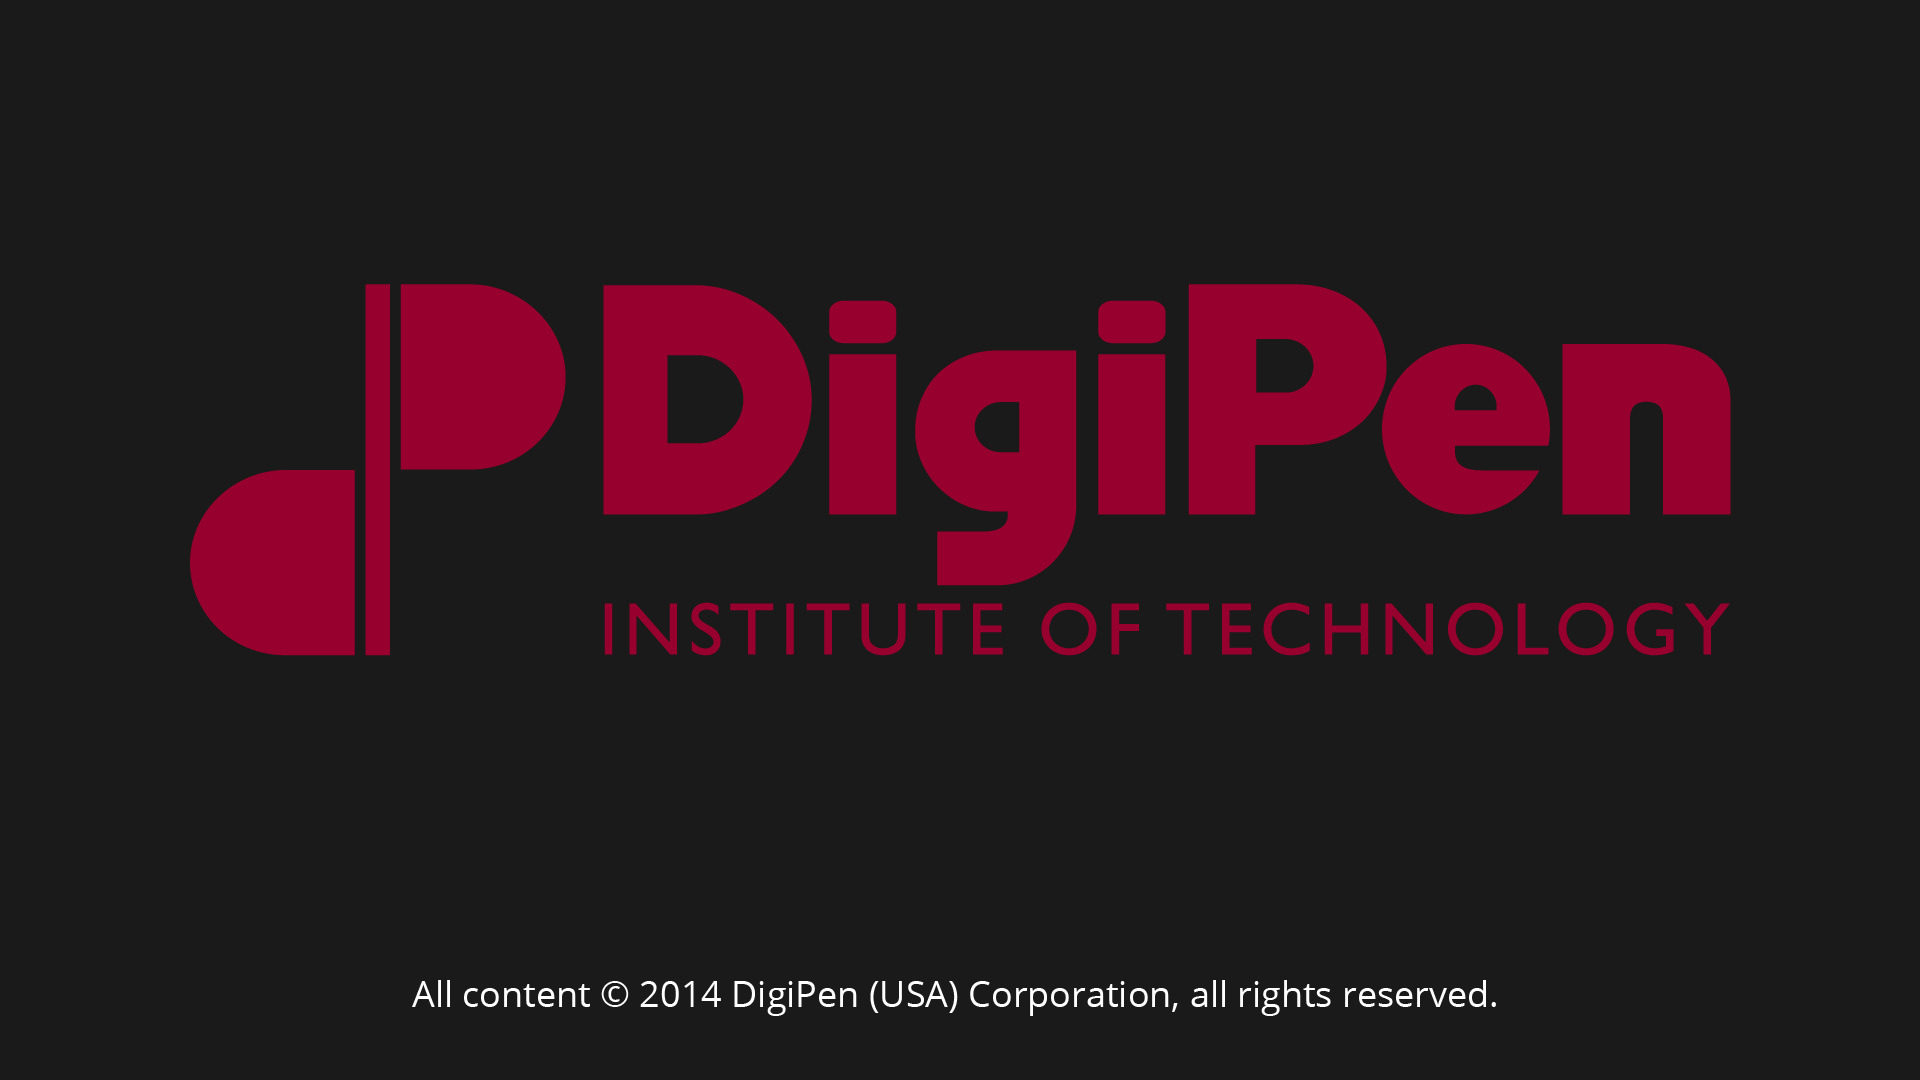 DigiPen
INSTITUTE OF TECHNOLOGY
All content © 2014 DigiPen (USA) Corporation, all rights reserved.